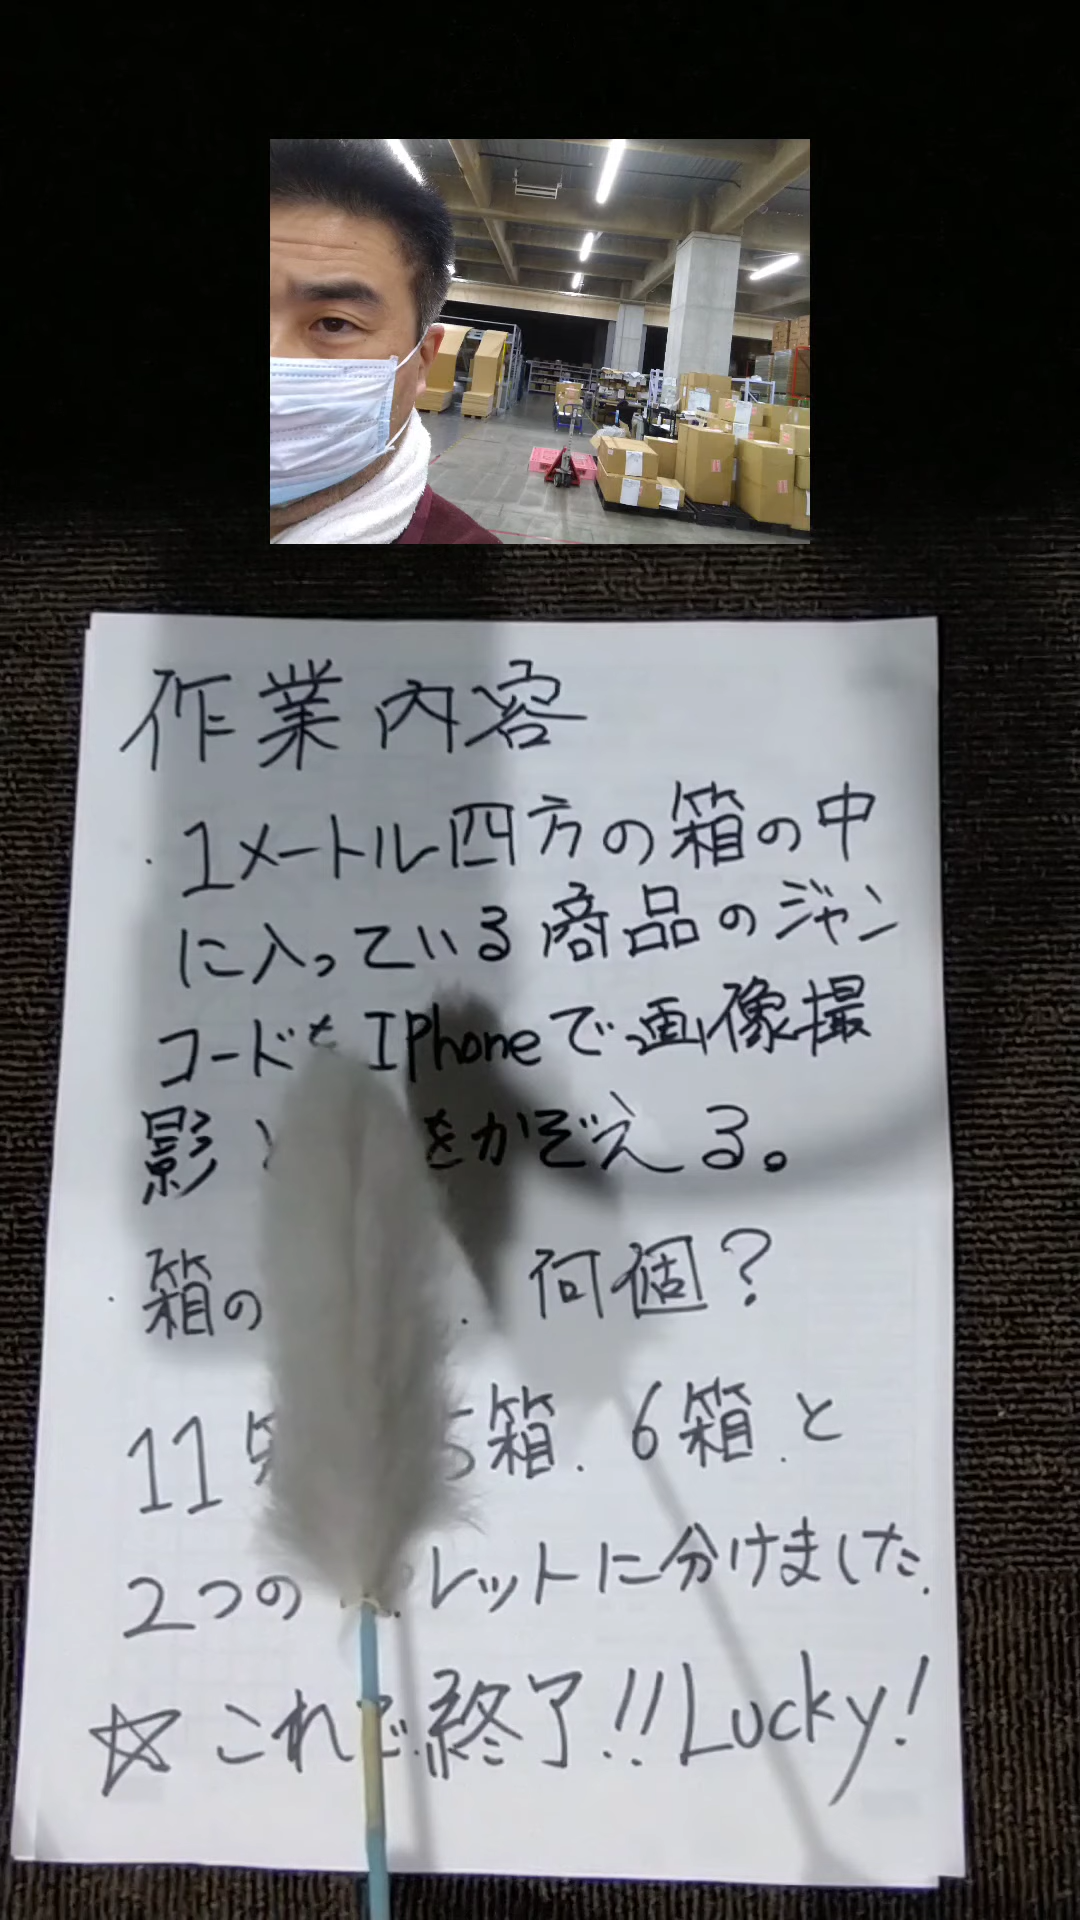 作業内容
・1メートル四方の箱の中
に入っている商品のジャン
コードを IPhoneで画像撮
影 をかぞえる。
・箱の 何個?
11 5箱. 6箱.と
2つの レットに分けました.
☆これで終了!!Lucky!